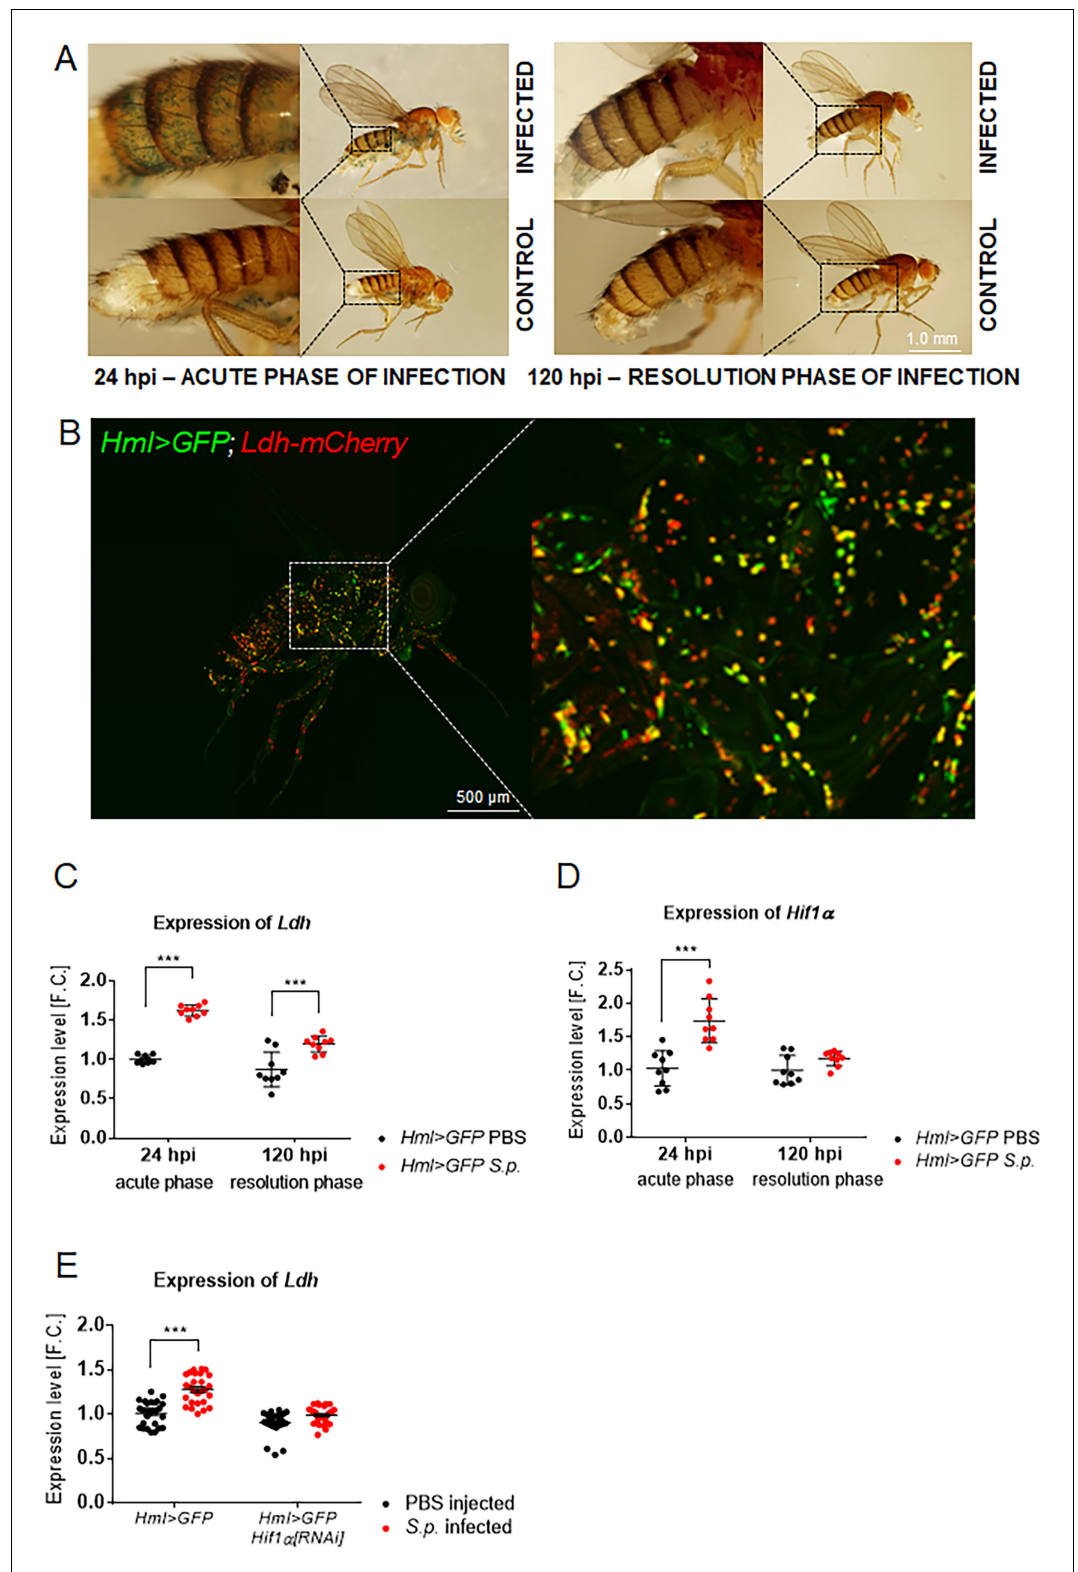 A
INFECTED
CONTROL
INFECTED
CONTROL
1.0 mm
24 hpi – ACUTE PHASE OF INFECTION
120 hpi – RESOLUTION PHASE OF INFECTION
B
Hml>GFP; Ldh-mCherry
500 µm
C
Expression of Ldh
Expression level [F.C.]
2.0
1.5
1.0
0.5
0.0
***
***
24 hpi
120 hpi
acute phase
resolution phase
Hml>GFP PBS
Hml>GFP S.p.
D
Expression of Hif1α
Expression level [F.C.]
2.5
2.0
1.5
1.0
0.5
0.0
***
24 hpi
120 hpi
acute phase
resolution phase
Hml>GFP PBS
Hml>GFP S.p.
E
Expression of Ldh
Expression level [F.C.]
2.0
1.5
1.0
0.5
0.0
***
Hml>GFP
Hml>GFP
Hif1α[RNAi]
PBS injected
S.p. infected